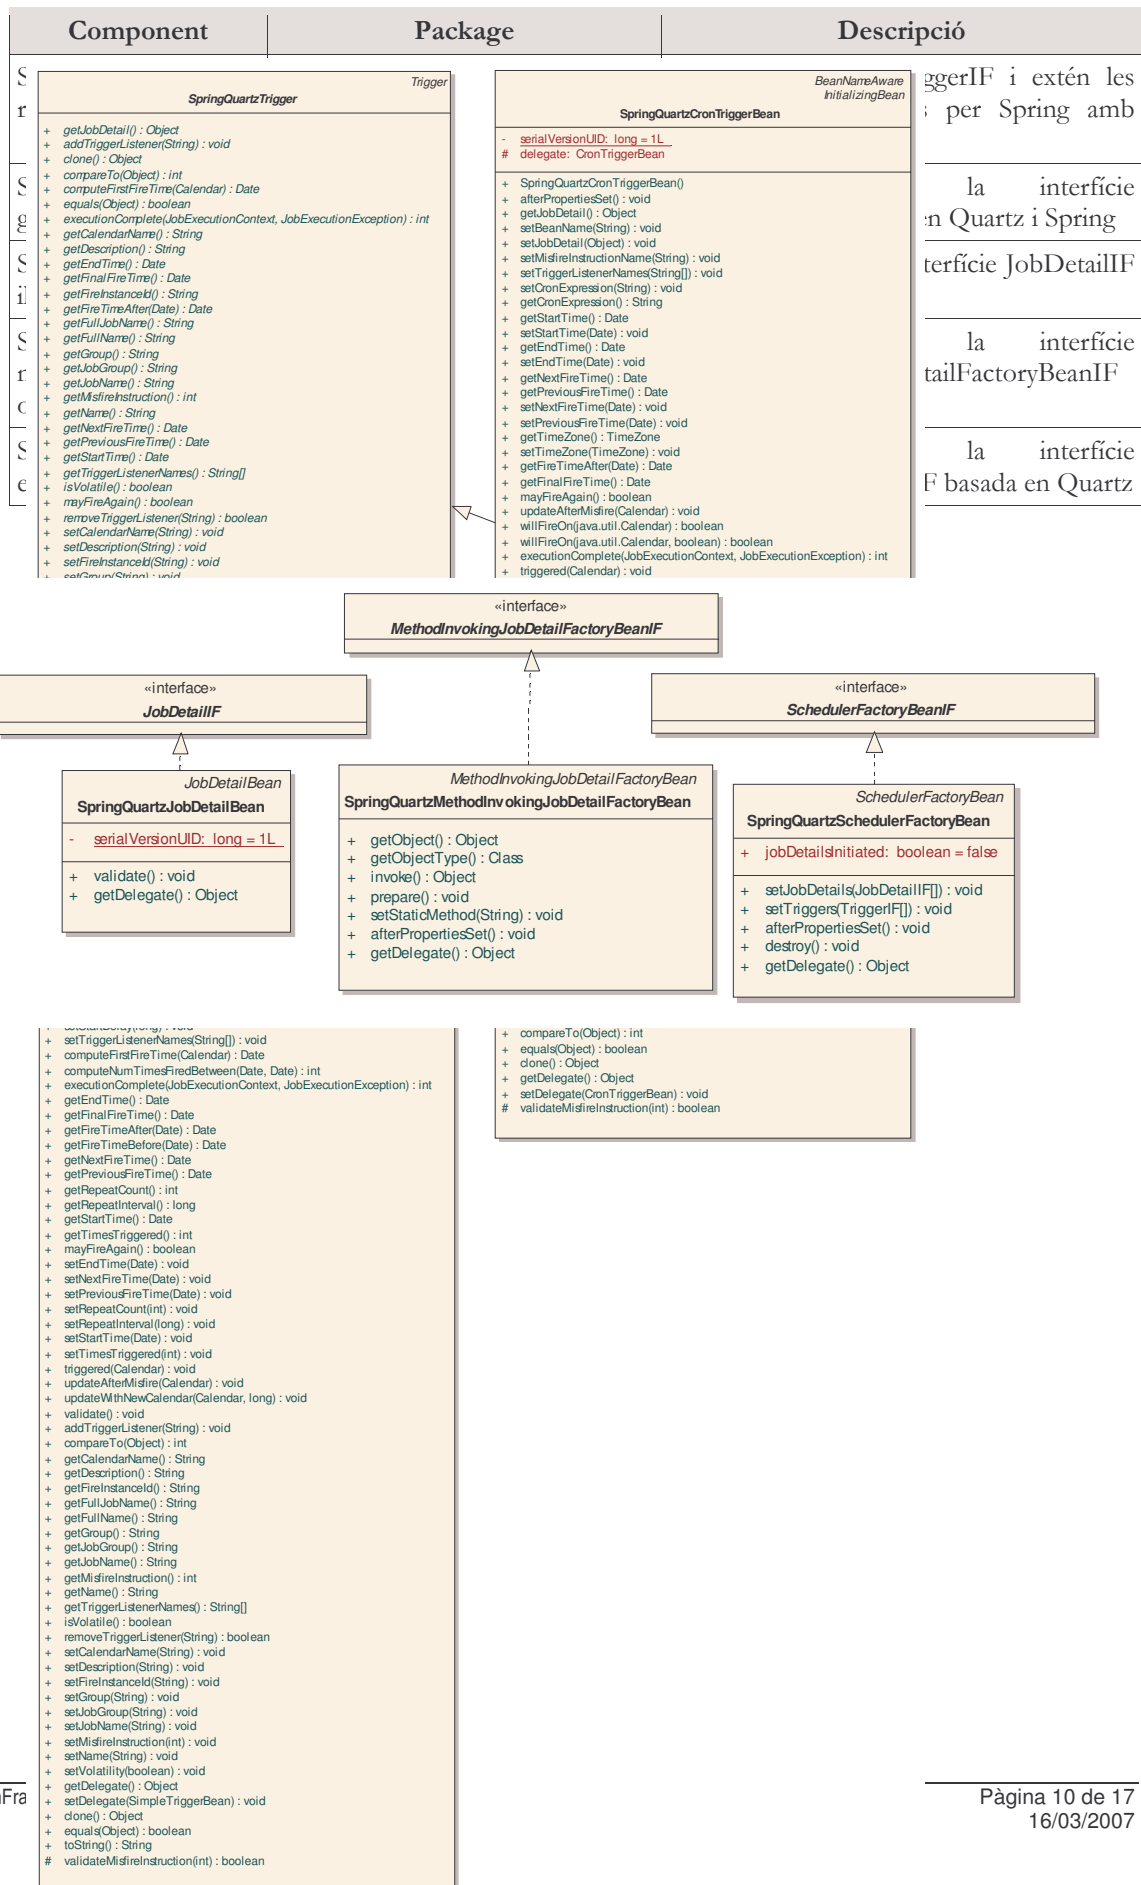 Component Package Descripció
ggerIF i extén les
per Spring amb
la interfície
en Quartz i Spring
terfície JobDetailIF
la interfície
tailFactoryBeanIF
la interfície
F basada en Quartz
Trigger
SpringQuartzTrigger
+ getJobDetail() : Object
+ addTriggerListener(String) : void
+ clone() : Object
+ compareTo(Object) : int
+ computeFirstFireTime(Calendar) : Date
+ equals(Object) : boolean
+ executionComplete(JobExecutionContext, JobExecutionException) : int
+ getCalendarName() : String
+ getDescription() : String
+ getEndTime() : Date
+ getFinalFireTime() : Date
+ getFireInstanceId() : String
+ getFireTimeAfter(Date) : Date
+ getFullJobName() : String
+ getFullName() : String
+ getGroup() : String
+ getJobGroup() : String
+ getJobName() : String
+ getMisfireInstruction() : int
+ getName() : String
+ getNextFireTime() : Date
+ getPreviousFireTime() : Date
+ getStartTime() : Date
+ getTriggerListenerNames() : String[]
+ isVolatile() : boolean
+ mayFireAgain() : boolean
+ removeTriggerListener(String) : boolean
+ setCalendarName(String) : void
+ setDescription(String) : void
+ setFireInstanceId(String) : void
+ setGroup(String) : void
BeanNameAware
InitializingBean
SpringQuartzCronTriggerBean
- serialVersionUID: long = 1L
# delegate: CronTriggerBean
+ SpringQuartzCronTriggerBean()
+ afterPropertiesSet() : void
+ getJobDetail() : Object
+ setBeanName(String) : void
+ setJobDetail(Object) : void
+ setMisfireInstructionName(String) : void
+ setTriggerListenerNames(String[]) : void
+ setCronExpression(String) : void
+ getCronExpression() : String
+ getStartTime() : Date
+ setStartTime(Date) : void
+ getEndTime() : Date
+ setEndTime(Date) : void
+ getNextFireTime() : Date
+ getPreviousFireTime() : Date
+ setNextFireTime(Date) : void
+ setPreviousFireTime(Date) : void
+ getTimeZone() : TimeZone
+ setTimeZone(TimeZone) : void
+ getFireTimeAfter(Date) : Date
+ getFinalFireTime() : Date
+ mayFireAgain() : boolean
+ updateAfterMisfire(Calendar) : void
+ willFireOn(java.util.Calendar) : boolean
+ willFireOn(java.util.Calendar, boolean) : boolean
+ executionComplete(JobExecutionContext, JobExecutionException) : int
+ triggered(Calendar) : void
«interface»
MethodInvokingJobDetailFactoryBeanIF
«interface»
JobDetailIF
«interface»
SchedulerFactoryBeanIF
JobDetailBean
SpringQuartzJobDetailBean
- serialVersionUID: long = 1L
+ validate() : void
+ getDelegate() : Object
MethodInvokingJobDetailFactoryBean
SpringQuartzMethodInvokingJobDetailFactoryBean
+ getObject() : Object
+ getObjectType() : Class
+ invoke() : Object
+ prepare() : void
+ setStaticMethod(String) : void
+ afterPropertiesSet() : void
+ getDelegate() : Object
SchedulerFactoryBean
SpringQuartzSchedulerFactoryBean
+ jobDetailsInitiated: boolean = false
+ setJobDetails(JobDetailIF[]) : void
+ setTriggers(TriggerIF[]) : void
+ afterPropertiesSet() : void
+ destroy() : void
+ getDelegate() : Object
+ setStartDelay(long) : void
+ setTriggerListenerNames(String[]) : void
+ computeFirstFireTime(Calendar) : Date
+ computeNumTimesFiredBetween(Date, Date) : int
+ executionComplete(JobExecutionContext, JobExecutionException) : int
+ getEndTime() : Date
+ getFinalFireTime() : Date
+ getFireTimeAfter(Date) : Date
+ getFireTimeBefore(Date) : Date
+ getNextFireTime() : Date
+ getPreviousFireTime() : Date
+ getRepeatCount() : int
+ getRepeatInterval() : long
+ getStartTime() : Date
+ getTimesTriggered() : int
+ mayFireAgain() : boolean
+ setEndTime(Date) : void
+ setNextFireTime(Date) : void
+ setPreviousFireTime(Date) : void
+ setRepeatCount(int) : void
+ setRepeatInterval(long) : void
+ setStartTime(Date) : void
+ setTimesTriggered(int) : void
+ triggered(Calendar) : void
+ updateAfterMisfire(Calendar) : void
+ updateWithNewCalendar(Calendar, long) : void
+ validate() : void
+ addTriggerListener(String) : void
+ compareTo(Object) : int
+ getCalendarName() : String
+ getDescription() : String
+ getFireInstanceId() : String
+ getFullJobName() : String
+ getFullName() : String
+ getGroup() : String
+ getJobGroup() : String
+ getJobName() : String
+ getMisfireInstruction() : int
+ getName() : String
+ getTriggerListenerNames() : String[]
+ isVolatile() : boolean
+ removeTriggerListener(String) : boolean
+ setCalendarName(String) : void
+ setDescription(String) : void
+ setFireInstanceId(String) : void
+ setGroup(String) : void
+ setJobGroup(String) : void
+ setJobName(String) : void
+ setMisfireInstruction(int) : void
+ setName(String) : void
+ setVolatility(boolean) : void
+ getDelegate() : Object
+ setDelegate(SimpleTriggerBean) : void
+ clone() : Object
+ equals(Object) : boolean
+ toString() : String
# validateMisfireInstruction(int) : boolean
+ compareTo(Object) : int
+ equals(Object) : boolean
+ clone() : Object
+ getDelegate() : Object
+ setDelegate(CronTriggerBean) : void
# validateMisfireInstruction(int) : boolean
Pàgina 10 de 17
16/03/2007